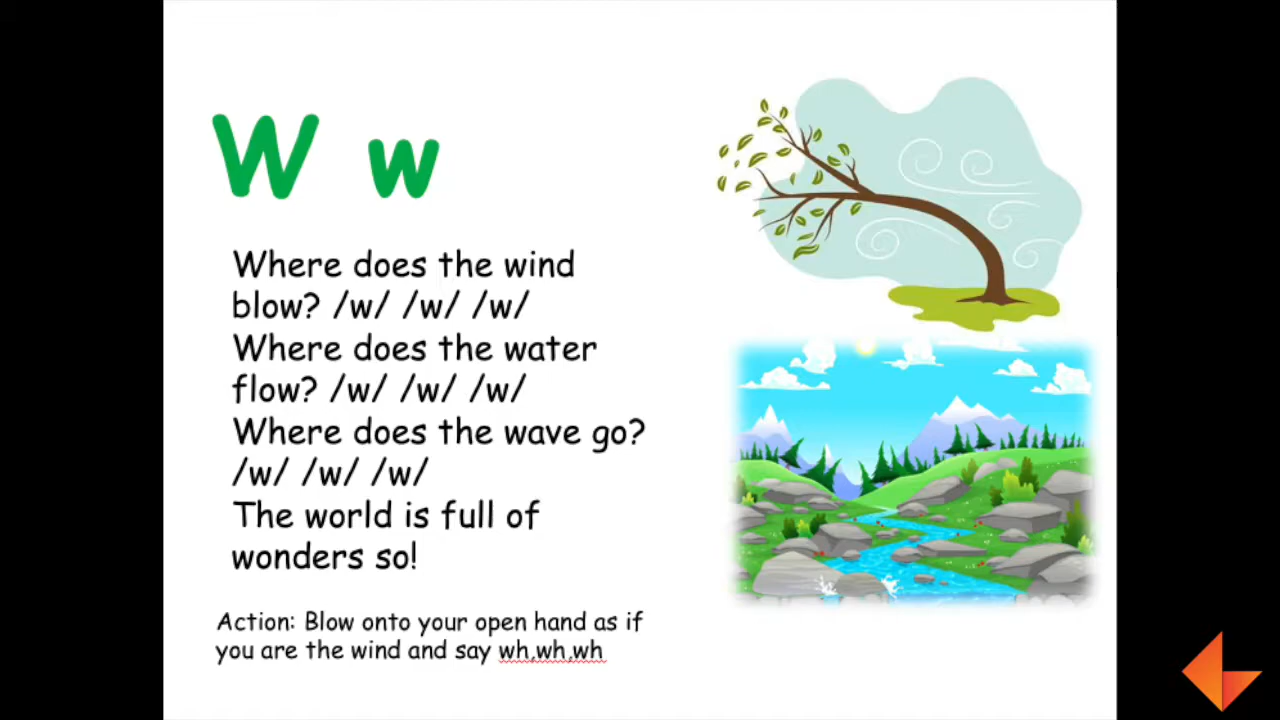 W w
Where does the wind
blow? /w/ /w/ /w/
Where does the water
flow? /w/ /w/ /w/
Where does the wave go?
/w/ /w/ /w/
The world is full of
wonders so!
Action: Blow onto your open hand as if
you are the wind and say wh,wh,wh